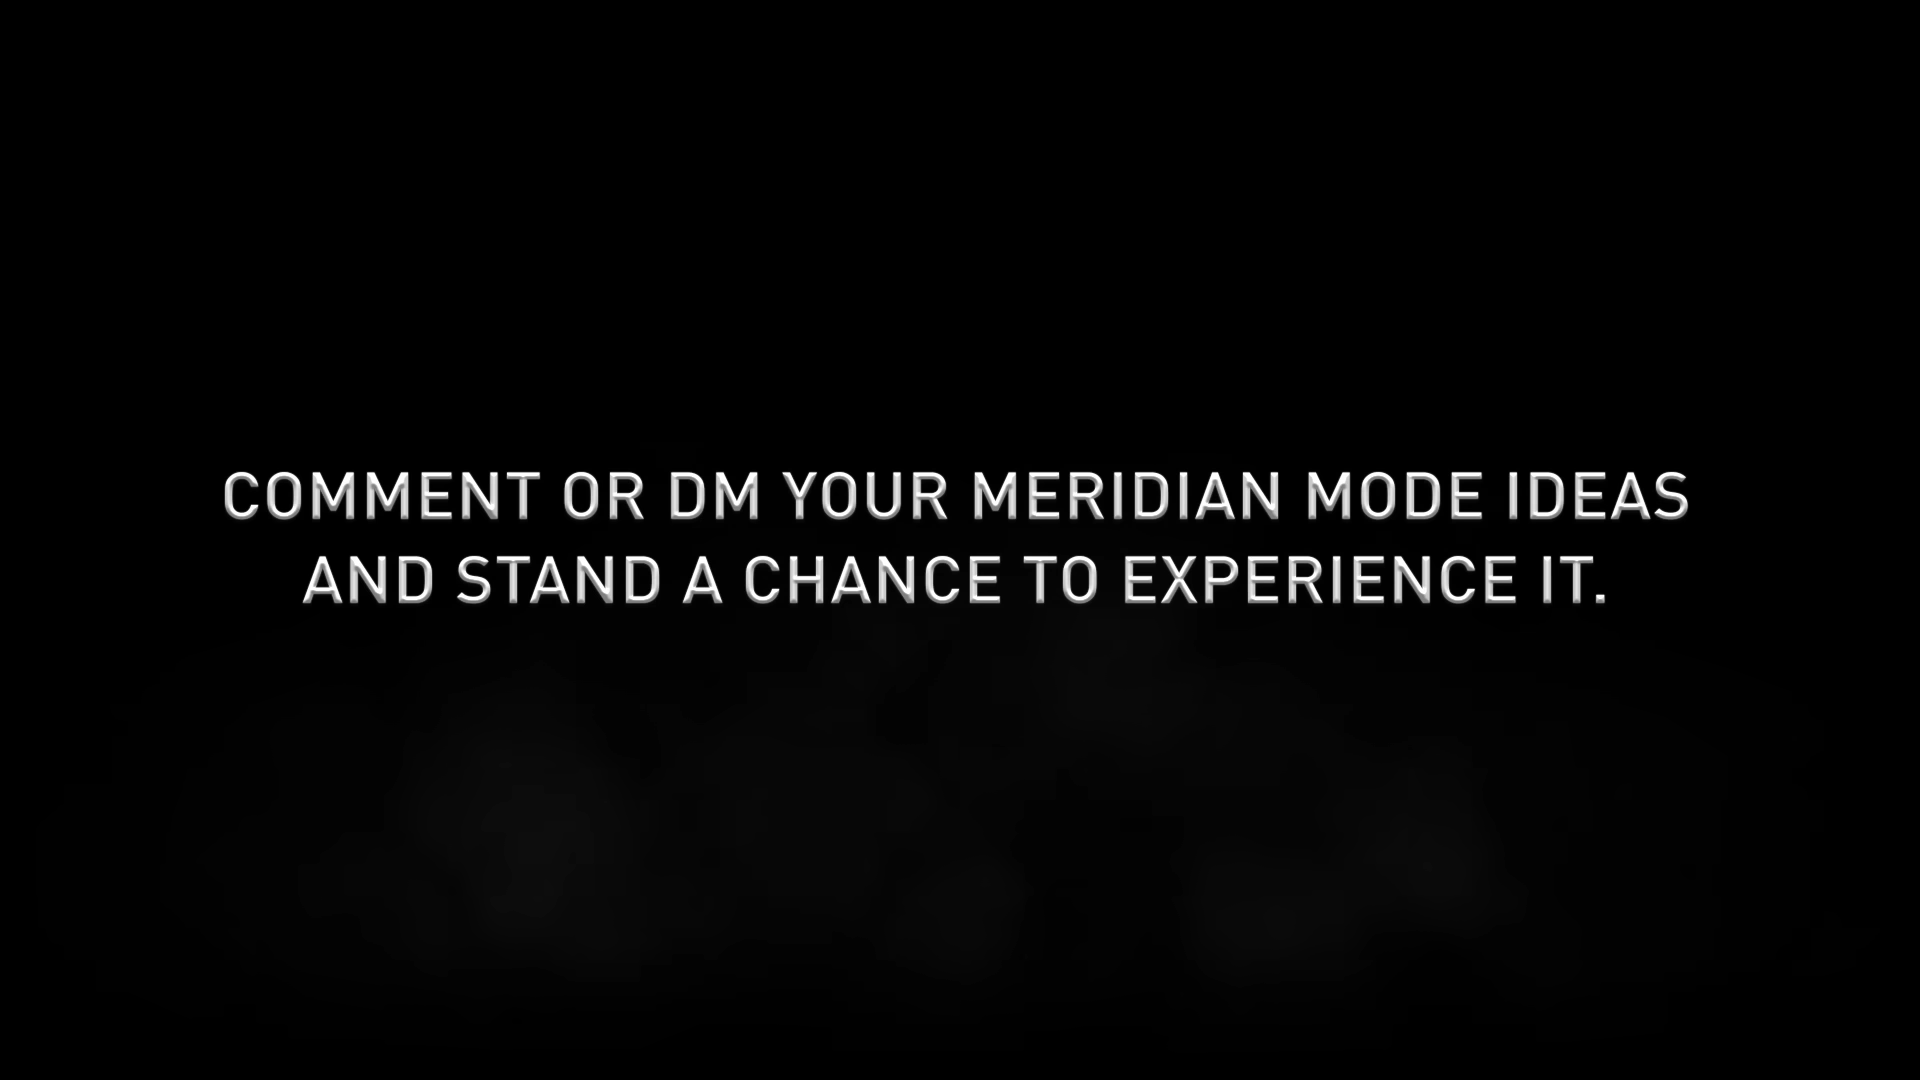 COMMENT OR DM YOUR MERIDIAN MODE IDEAS
AND STAND A CHANCE TO EXPERIENCE IT.